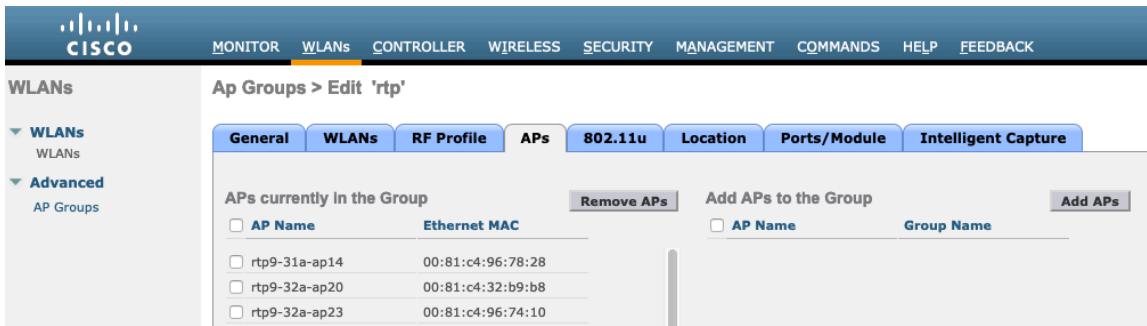 CISCO
MONITOR WLANs CONTROLLER WIRELESS SECURITY MANAGEMENT COMMANDS HELP FEEDBACK
WLANs
Ap Groups > Edit 'rtp'
WLANs
WLANs
Advanced
AP Groups
General WLANs RF Profile APs 802.11u Location Ports/Module Intelligent Capture
APs currently in the Group Remove APs Add APs to the Group Add APs
AP Name Ethernet MAC AP Name Group Name
rtp9-31a-ap14 00:81:c4:96:78:28
rtp9-32a-ap20 00:81:c4:32:b9:b8
rtp9-32a-ap23 00:81:c4:96:74:10